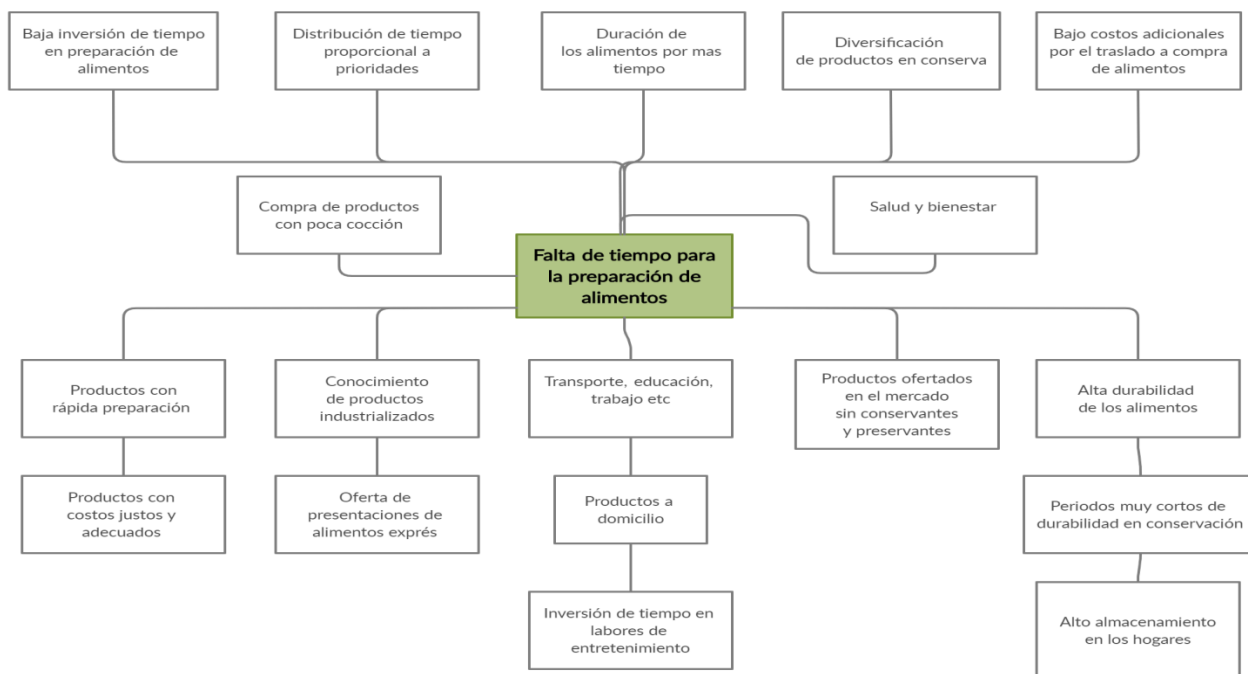 Baja inversión de tiempo
en preparación de
alimentos
Distribución de tiempo
proporcional a
prioridades
Duración de
los alimentos por mas
tiempo
Diversificación
de productos en conserva
Bajo costos adicionales
por el traslado a compra
de alimentos
Compra de productos
con poca cocción
Salud y bienestar
Falta de tiempo para
la preparación de
alimentos
Productos con
rápida preparación
Conocimiento
de productos
industrializados
Transporte, educación,
trabajo etc
Productos ofertados
en el mercado
sin conservantes
y preservantes
Alta durabilidad
de los alimentos
Productos con
costos justos y
adecuados
Oferta de
presentaciones de
alimentos exprés
Productos a
domicilio
Periodos muy cortos de
durabilidad en conservación
Inversión de tiempo en
labores de
entretenimiento
Alto almacenamiento
en los hogares